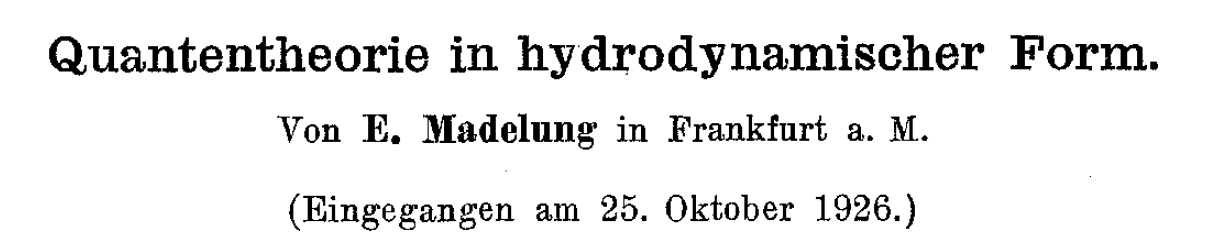 Quantentheorie in hydrodynamischer Form.
Von E. Madelung in Frankfurt a. M.
(Eingegangen am 25. Oktober 1926.)